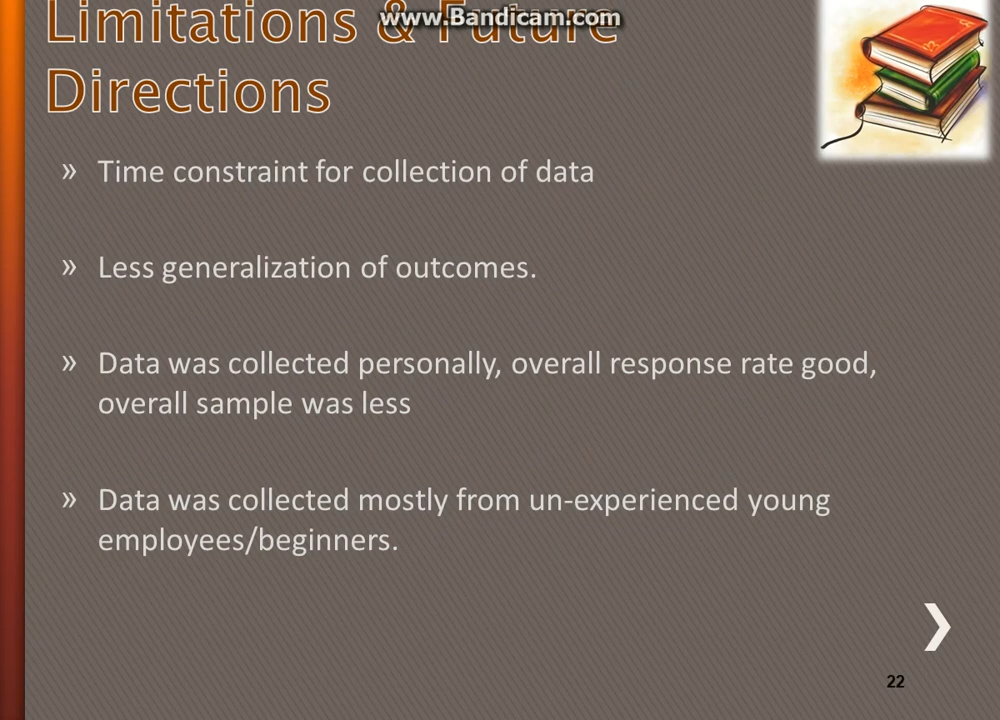 www.Bandicam.com
Limitations & Future
Directions
» Time constraint for collection of data
» Less generalization of outcomes.
» Data was collected personally, overall response rate good,
overall sample was less
» Data was collected mostly from un-experienced young
employees/beginners.
22